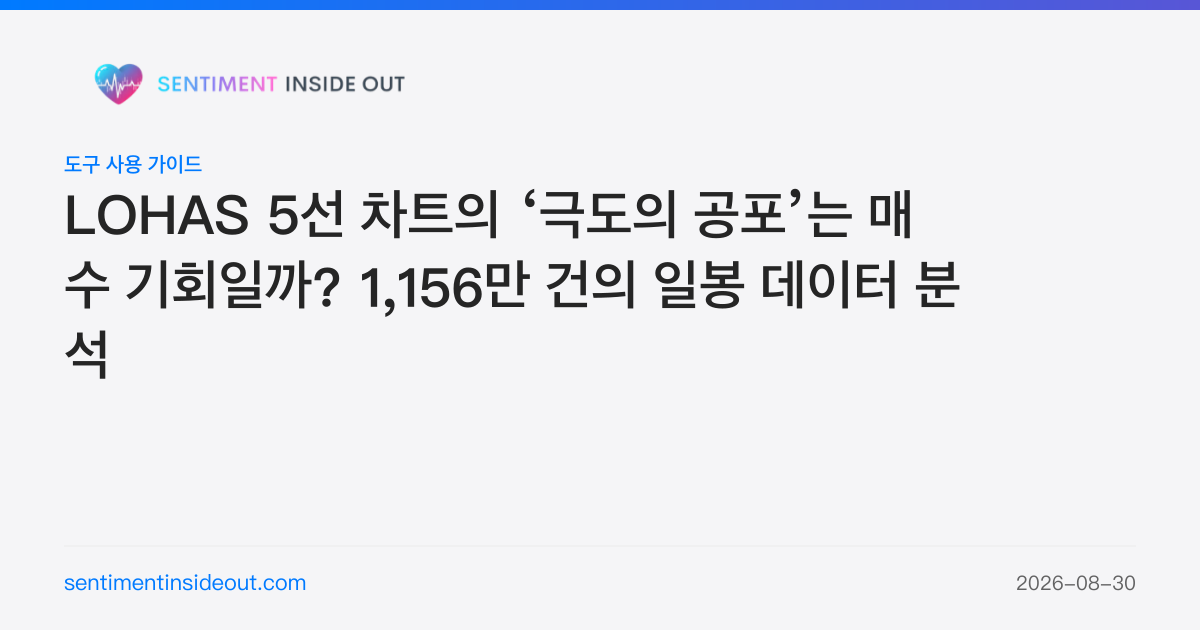 SENTIMENT INSIDE OUT
도구 사용 가이드
LOHAS 5선 차트의 ‘극도의 공포’는 매
수 기회일까? 1,156만 건의 일봉 데이터 분
석
sentimentinsideout.com
2026-08-30